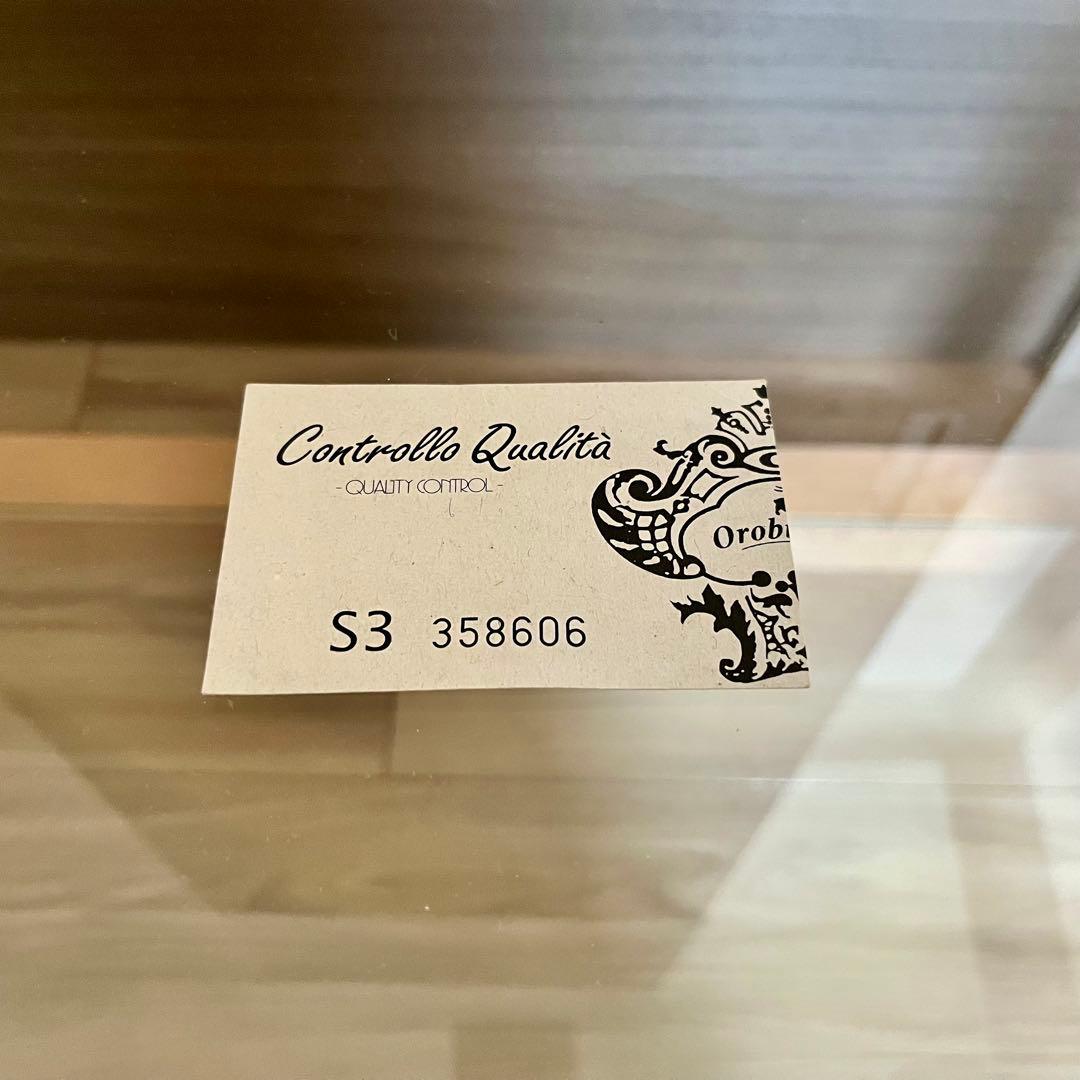 Controllo Qualità
- QUALITY CONTROL -
Orobi
S3 358606